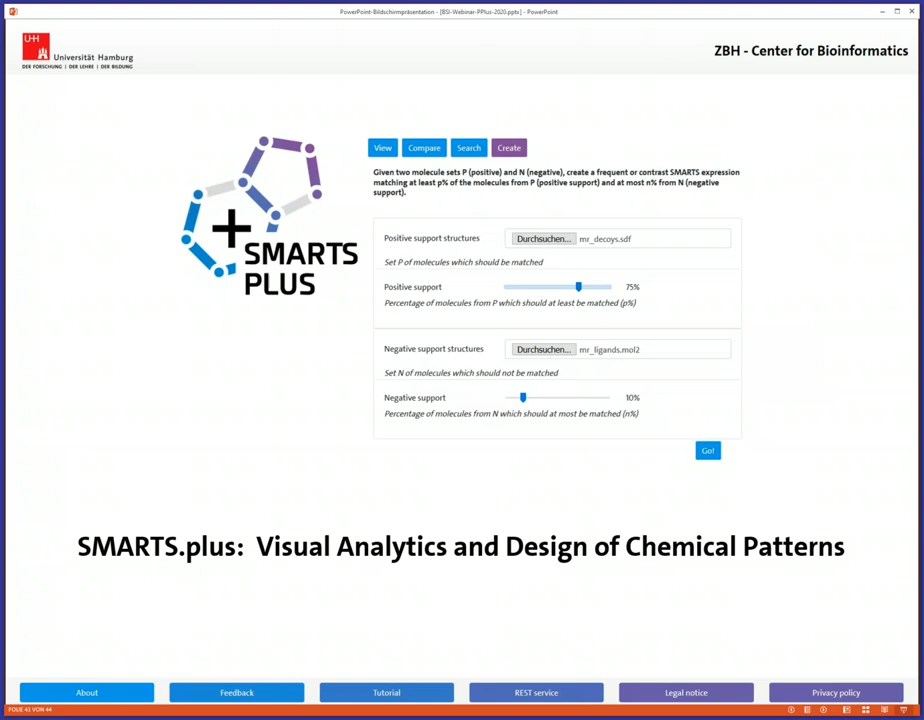 PowerPoint-Bildschirmpräsentation - [BSI-Webinar-PPlus-2020.pptx] - PowerPoint
UH
Universität Hamburg
DER FORSCHUNG | DER LEHRE | DER BILDUNG
ZBH - Center for Bioinformatics
View Compare Search Create
Given two molecule sets P (positive) and N (negative), create a frequent or contrast SMARTS expression
matching at least p% of the molecules from P (positive support) and at most n% from N (negative
support).
+SMARTS
PLUS
Positive support structures Durchsuchen... mr_decoys.sdf
Set P of molecules which should be matched
Positive support 75%
Percentage of molecules from P which should at least be matched (p%)
Negative support structures Durchsuchen... mr_ligands.mol2
Set N of molecules which should not be matched
Negative support 10%
Percentage of molecules from N which should at most be matched (n%)
Go!
SMARTS.plus: Visual Analytics and Design of Chemical Patterns
About Feedback Tutorial REST service Legal notice Privacy policy
FOLIE 43 VON 44